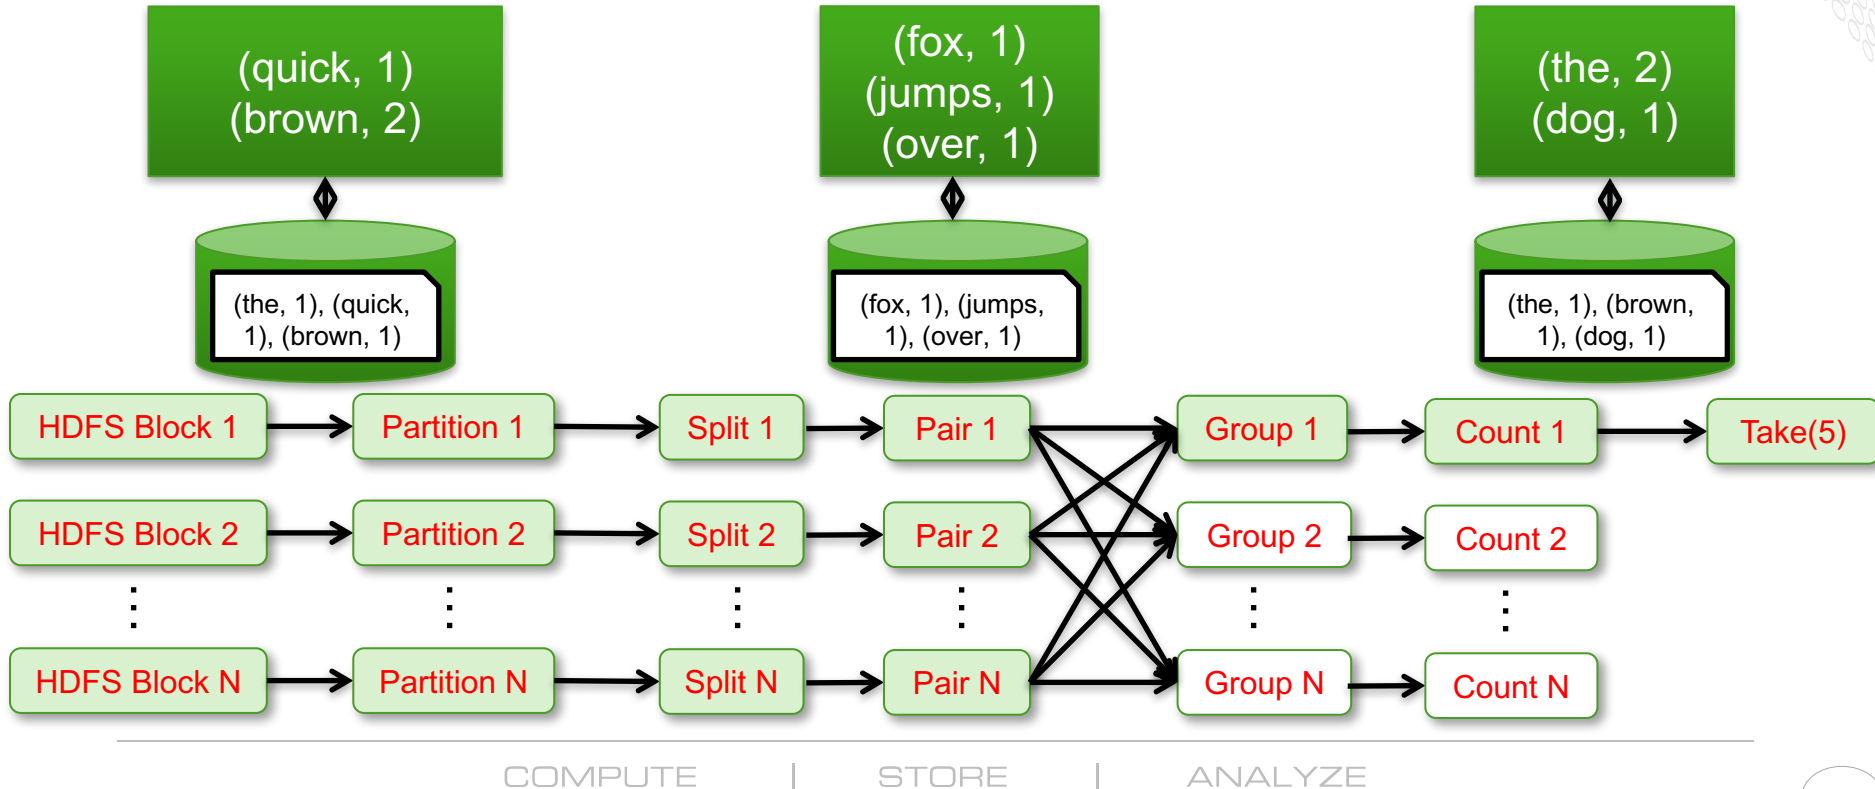 (quick, 1)
(brown, 2)
(fox, 1)
(jumps, 1)
(over, 1)
(the, 2)
(dog, 1)
(the, 1), (quick,
1), (brown, 1)
(fox, 1), (jumps,
1), (over, 1)
(the, 1), (brown,
1), (dog, 1)
HDFS Block 1
Partition 1
Split 1
Pair 1
Group 1
Count 1
Take(5)
HDFS Block 2
Partition 2
Split 2
Pair 2
Group 2
Count 2
HDFS Block N
Partition N
Split N
Pair N
Group N
Count N
COMPUTE | STORE | ANALYZE